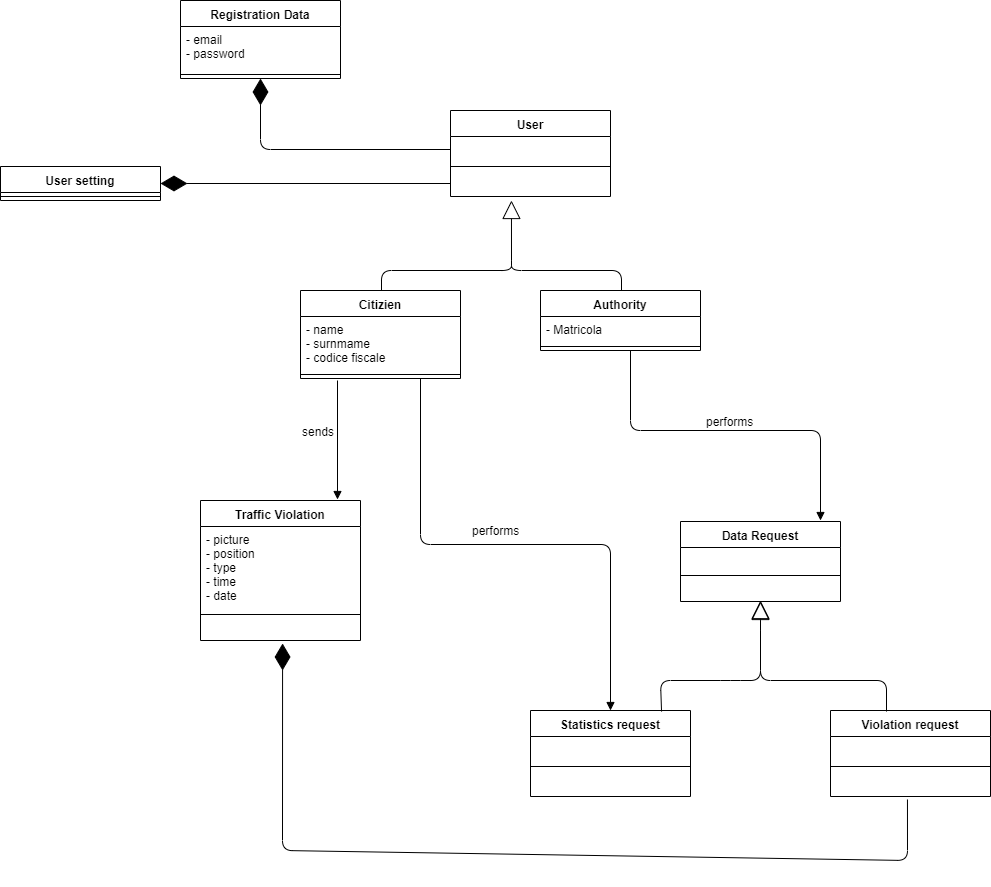 Registration Data
- email
- password
User
User setting
Citizien
- name
- surnmame
- codice fiscale
Authority
- Matricola
sends
performs
performs
Traffic Violation
- picture
- position
- type
- time
- date
Data Request
Statistics request
Violation request